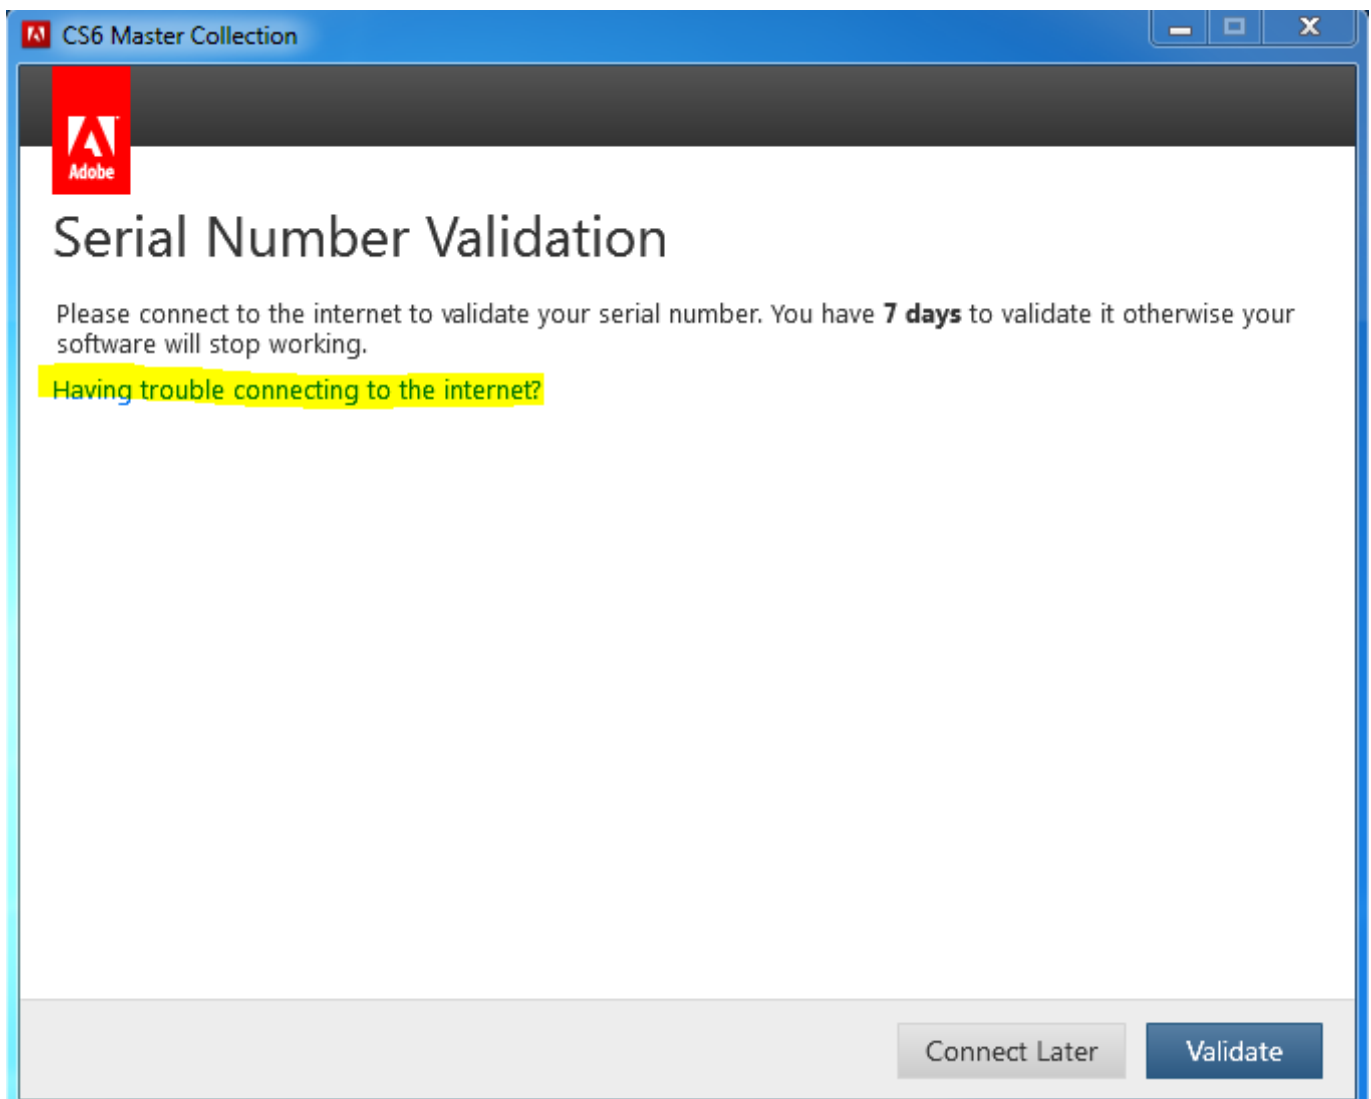 CS6 Master Collection
Adobe
Serial Number Validation
Please connect to the internet to validate your serial number. You have 7 days to validate it otherwise your
software will stop working.
Having trouble connecting to the internet?
Connect Later
Validate